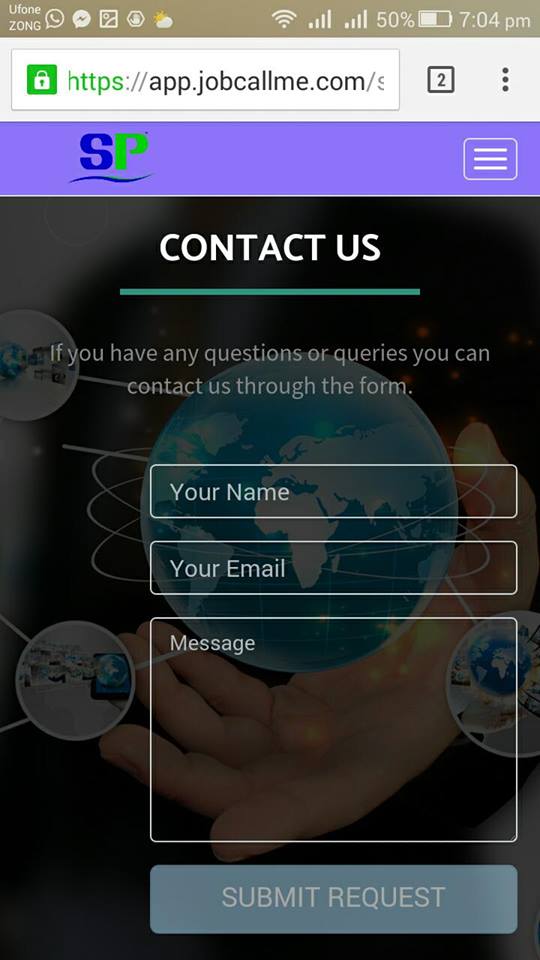 Ufone
ZONG
50%
7:04 pm
https://app.jobcallme.com/s
2
SP
CONTACT US
If you have any questions or queries you can
contact us through the form.
Your Name
Your Email
Message
SUBMIT REQUEST